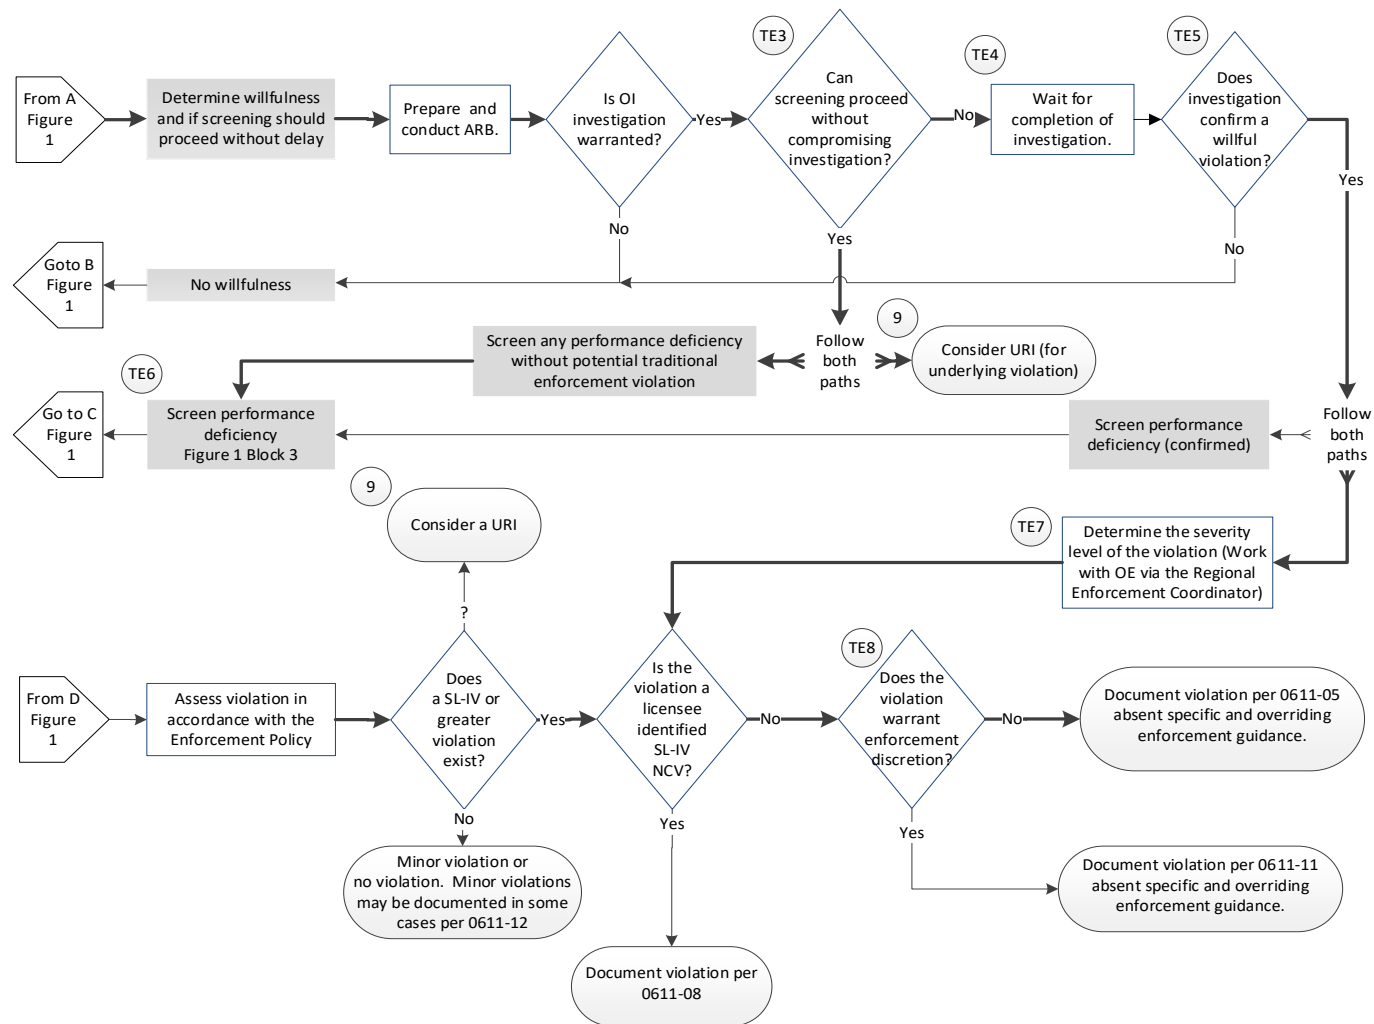 TE3
TE4
TE5
From A
Figure
1
Determine willfulness
and if screening should
proceed without delay
Prepare and
conduct ARB.
Is OI
investigation
warranted?
Yes
Can
screening proceed
without
compromising
investigation?
No
Wait for
completion of
investigation.
Does
investigation
confirm a
willful
violation?
Yes
No
Yes
No
Goto B
Figure
1
No willfulness
9
Screen any performance deficiency
without potential traditional
enforcement violation
Follow
both
paths
Consider URI (for
underlying violation)
TE6
Go to C
Figure
1
Screen performance
deficiency
Figure 1 Block 3
Screen performance
deficiency (confirmed)
Follow
both
paths
9
Consider a URI
TE7
Determine the severity
level of the violation (Work
with OE via the Regional
Enforcement Coordinator)
?
From D
Figure
1
Assess violation in
accordance with the
Enforcement Policy
Does
a SL-IV or
greater
violation
exist?
Yes
Is the
violation a
licensee
identified
SL-IV
NCV?
No
TE8
Does the
violation
warrant
enforcement
discretion?
No
Document violation per 0611-05
absent specific and overriding
enforcement guidance.
No
Yes
Yes
Minor violation or
no violation. Minor violations
may be documented in some
cases per 0611-12
Document violation per 0611-11
absent specific and overriding
enforcement guidance.
Document violation per
0611-08